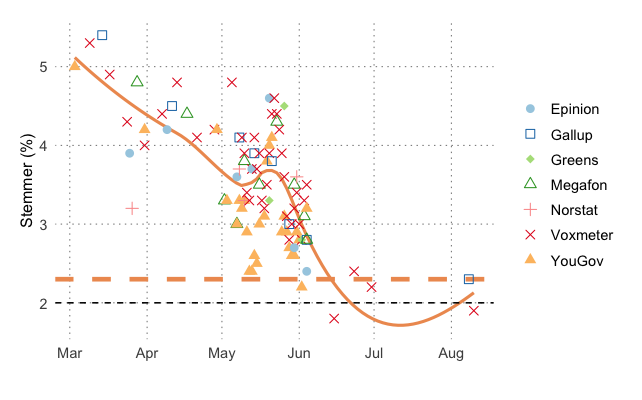 Stemmer (%)
5
4
3
2
Mar Apr May Jun Jul Aug
Epinion
Gallup
Greens
Megafon
Norstat
Voxmeter
YouGov